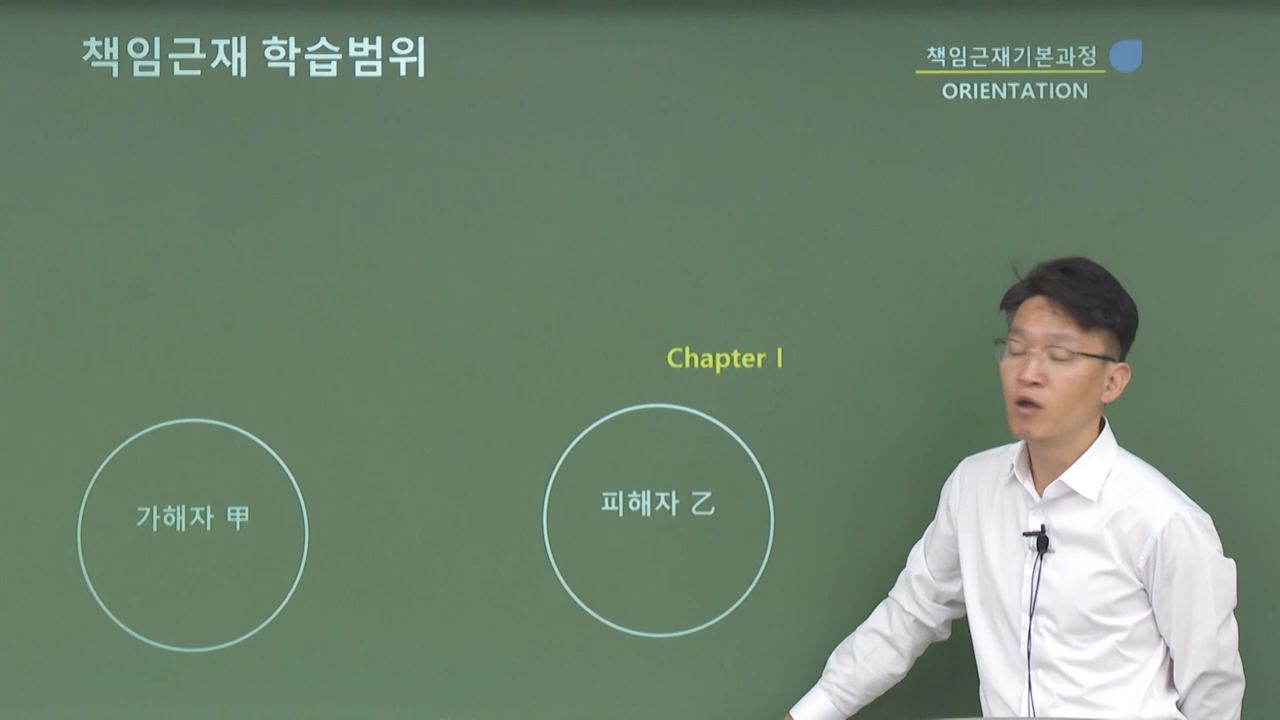 책임근재 학습범위
책임근재기본과정
ORIENTATION
Chapter I
가해자 甲
피해자 乙